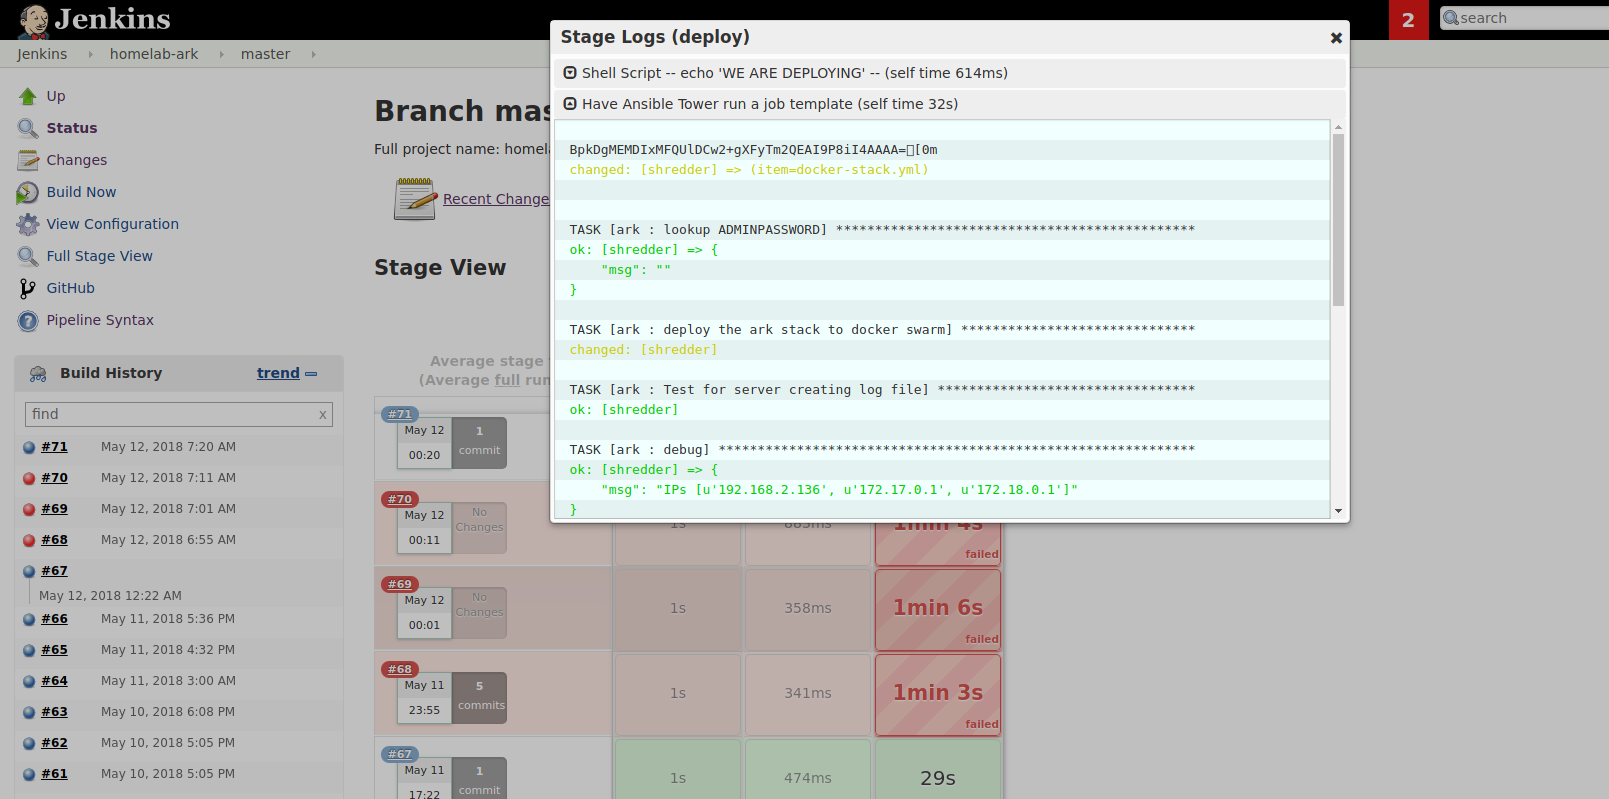 Jenkins
2
search
Jenkins
homelab-ark
master
Up
Status
Changes
Build Now
View Configuration
Full Stage View
GitHub
Pipeline Syntax
Build History
trend
find
x
#71 May 12, 2018 7:20 AM
#70 May 12, 2018 7:11 AM
#69 May 12, 2018 7:01 AM
#68 May 12, 2018 6:55 AM
#67
May 12, 2018 12:22 AM
#66 May 11, 2018 5:36 PM
#65 May 11, 2018 4:32 PM
#64 May 11, 2018 3:00 AM
#63 May 10, 2018 6:08 PM
#62 May 10, 2018 5:05 PM
#61 May 10, 2018 5:05 PM
Branch mas
Full project name: homel
Recent Change
Stage View
Average stage
(Average full run
#71
May 12
00:20
1
commit
#70
May 12
00:11
No
Changes
1s
1min 4s
failed
#69
May 12
00:01
No
Changes
1s
358ms
1min 6s
failed
#68
May 11
23:55
5
commits
1s
341ms
1min 3s
failed
#67
May 11
17:22
1
commit
1s
474ms
29s
Stage Logs (deploy)
Shell Script -- echo 'WE ARE DEPLOYING' -- (self time 614ms)
Have Ansible Tower run a job template (self time 32s)
BpkDgMEMDIxMFQUlDCw2+gXFyTm2QEAI9P8iI4AAAA=[0m
changed: [shredder] => (item=docker-stack.yml)
TASK [ark : lookup ADMINPASSWORD] **********************************************
ok: [shredder] => {
    "msg": ""
}
TASK [ark : deploy the ark stack to docker swarm] ******************************
changed: [shredder]
TASK [ark : Test for server creating log file] *********************************
ok: [shredder]
TASK [ark : debug] *************************************************************
ok: [shredder] => {
    "msg": "IPs [u'192.168.2.136', u'172.17.0.1', u'172.18.0.1']"
}